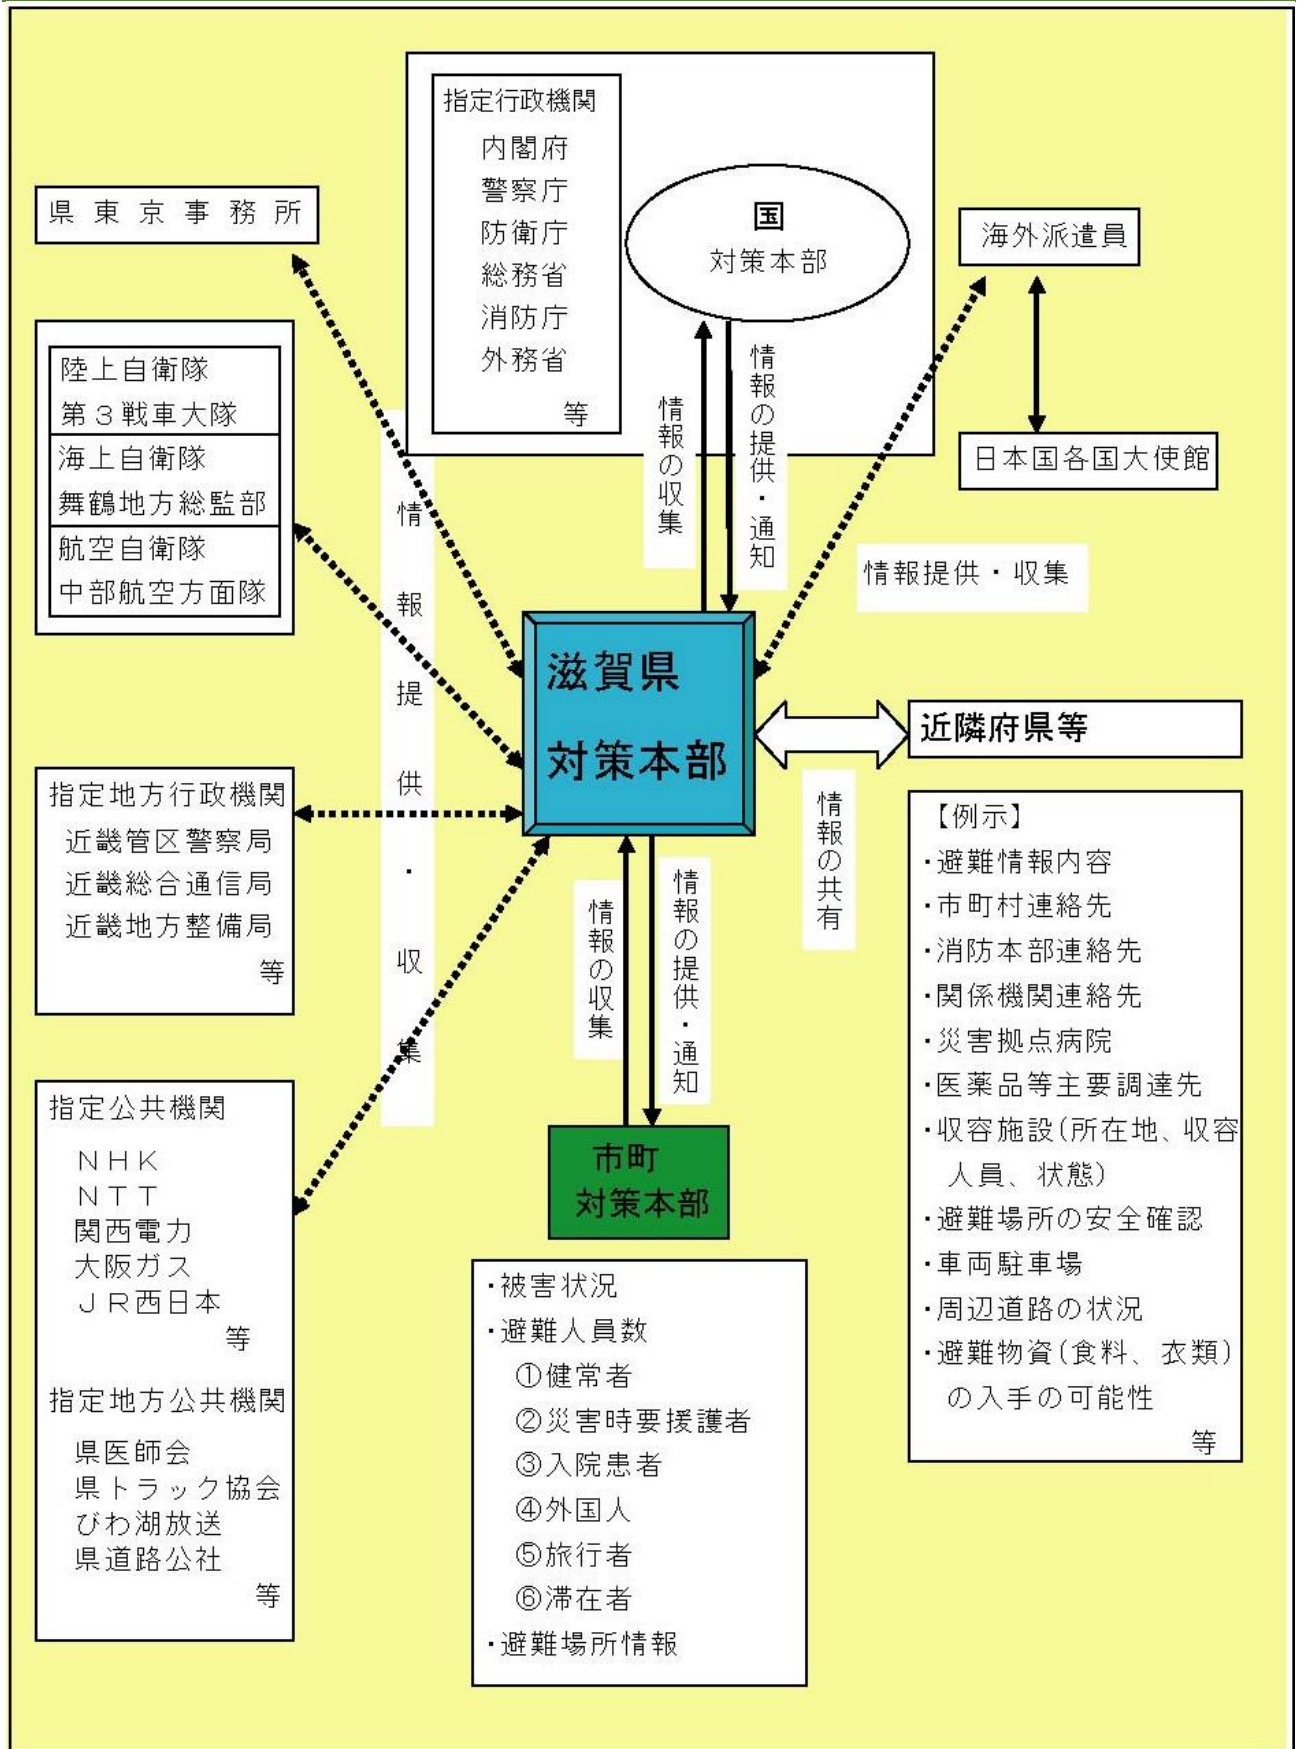 指定行政機関
内閣府
警察庁
防衛庁
総務省
消防庁
外務省
等
国
対策本部
県東京事務所
海外派遣員
日本国各国大使館
陸上自衛隊
第３戦車大隊
海上自衛隊
舞鶴地方総監部
航空自衛隊
中部航空方面隊
情報の収集
情報の提供・通知
情報提供・収集
情報提供・収集
滋賀県
対策本部
近隣府県等
情報の共有
指定地方行政機関
近畿管区警察局
近畿総合通信局
近畿地方整備局
等
情報の収集
情報の提供・通知
【例示】
・避難情報内容
・市町村連絡先
・消防本部連絡先
・関係機関連絡先
・災害拠点病院
・医薬品等主要調達先
・収容施設(所在地、収容
人員、状態)
・避難場所の安全確認
・車両駐車場
・周辺道路の状況
・避難物資(食料、衣類)
の入手の可能性
等
指定公共機関
ＮＨＫ
ＮＴＴ
関西電力
大阪ガス
ＪＲ西日本
等
指定地方公共機関
県医師会
県トラック協会
びわ湖放送
県道路公社
等
市町
対策本部
・被害状況
・避難人員数
①健常者
②災害時要援護者
③入院患者
④外国人
⑤旅行者
⑥滞在者
・避難場所情報